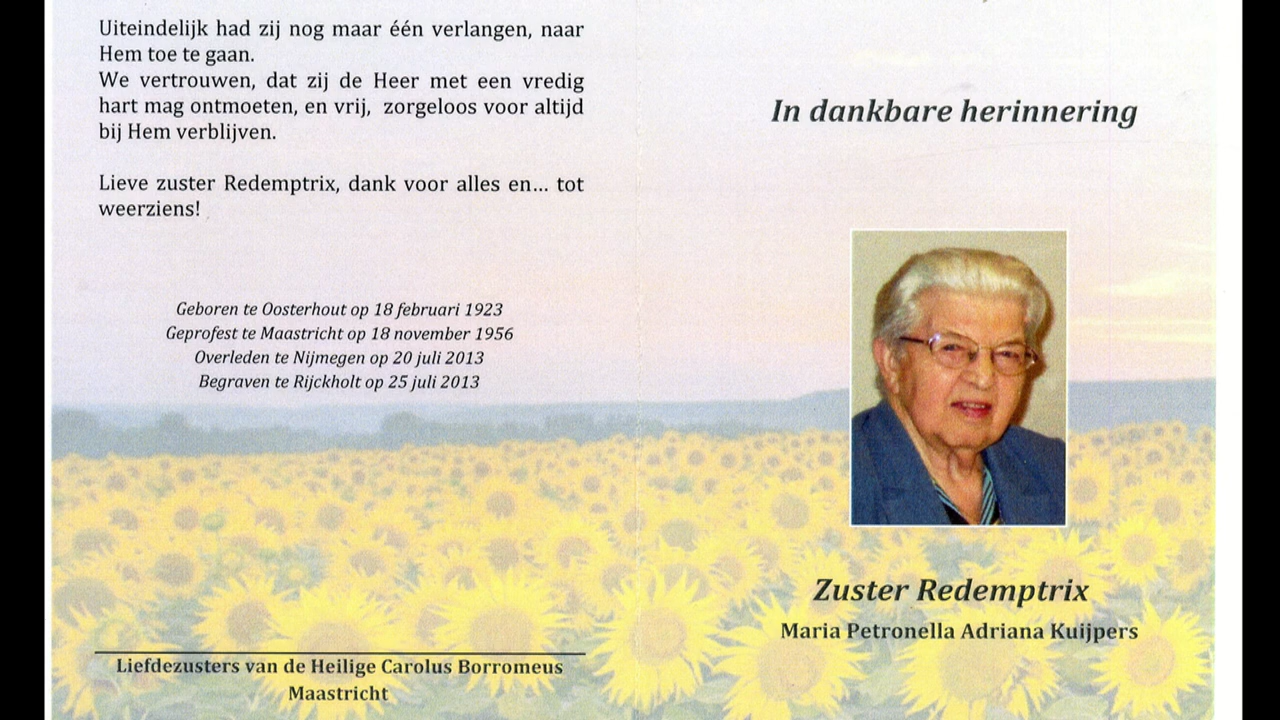 Uiteindelijk had zij nog maar één verlangen, naar
Hem toe te gaan.
We vertrouwen, dat zij de Heer met een vredig
hart mag ontmoeten, en vrij, zorgeloos voor altijd
bij Hem verblijven.
Lieve zuster Redemptrix, dank voor alles en… tot
weerziens!
Geboren te Oosterhout op 18 februari 1923
Geprofest te Maastricht op 18 november 1956
Overleden te Nijmegen op 20 juli 2013
Begraven te Rijckholt op 25 juli 2013
Liefdezusters van de Heilige Carolus Borromeus
Maastricht
In dankbare herinnering
Zuster Redemptrix
Maria Petronella Adriana Kuijpers